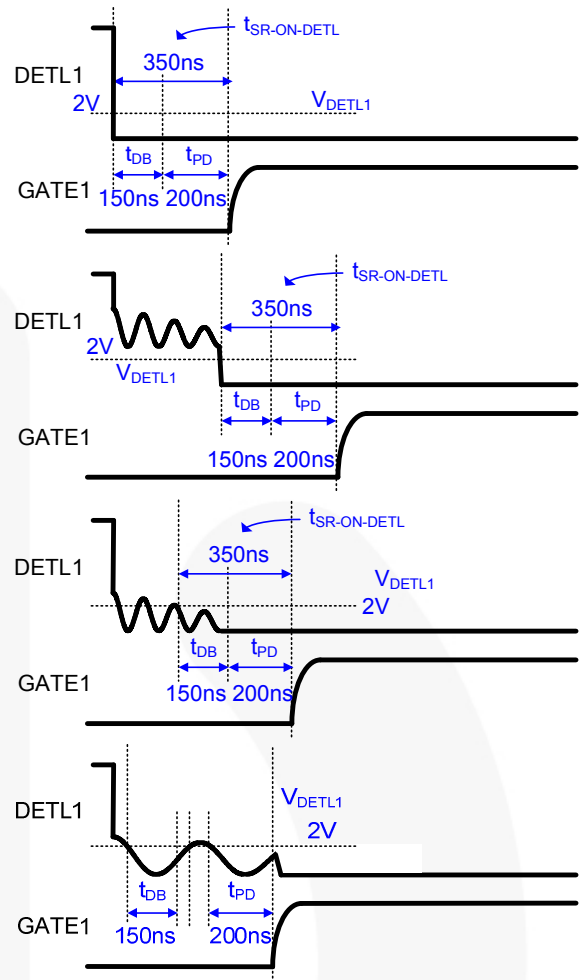 tSR-ON-DETL
350ns
DETL1
2V
VDETL1
tDB
tPD
GATE1
150ns 200ns
tSR-ON-DETL
350ns
DETL1
2V
VDETL1
tDB
tPD
GATE1
150ns 200ns
tSR-ON-DETL
350ns
DETL1
VDETL1
2V
tDB
tPD
GATE1
150ns 200ns
VDETL1
DETL1
2V
tDB
tPD
GATE1
150ns
200ns